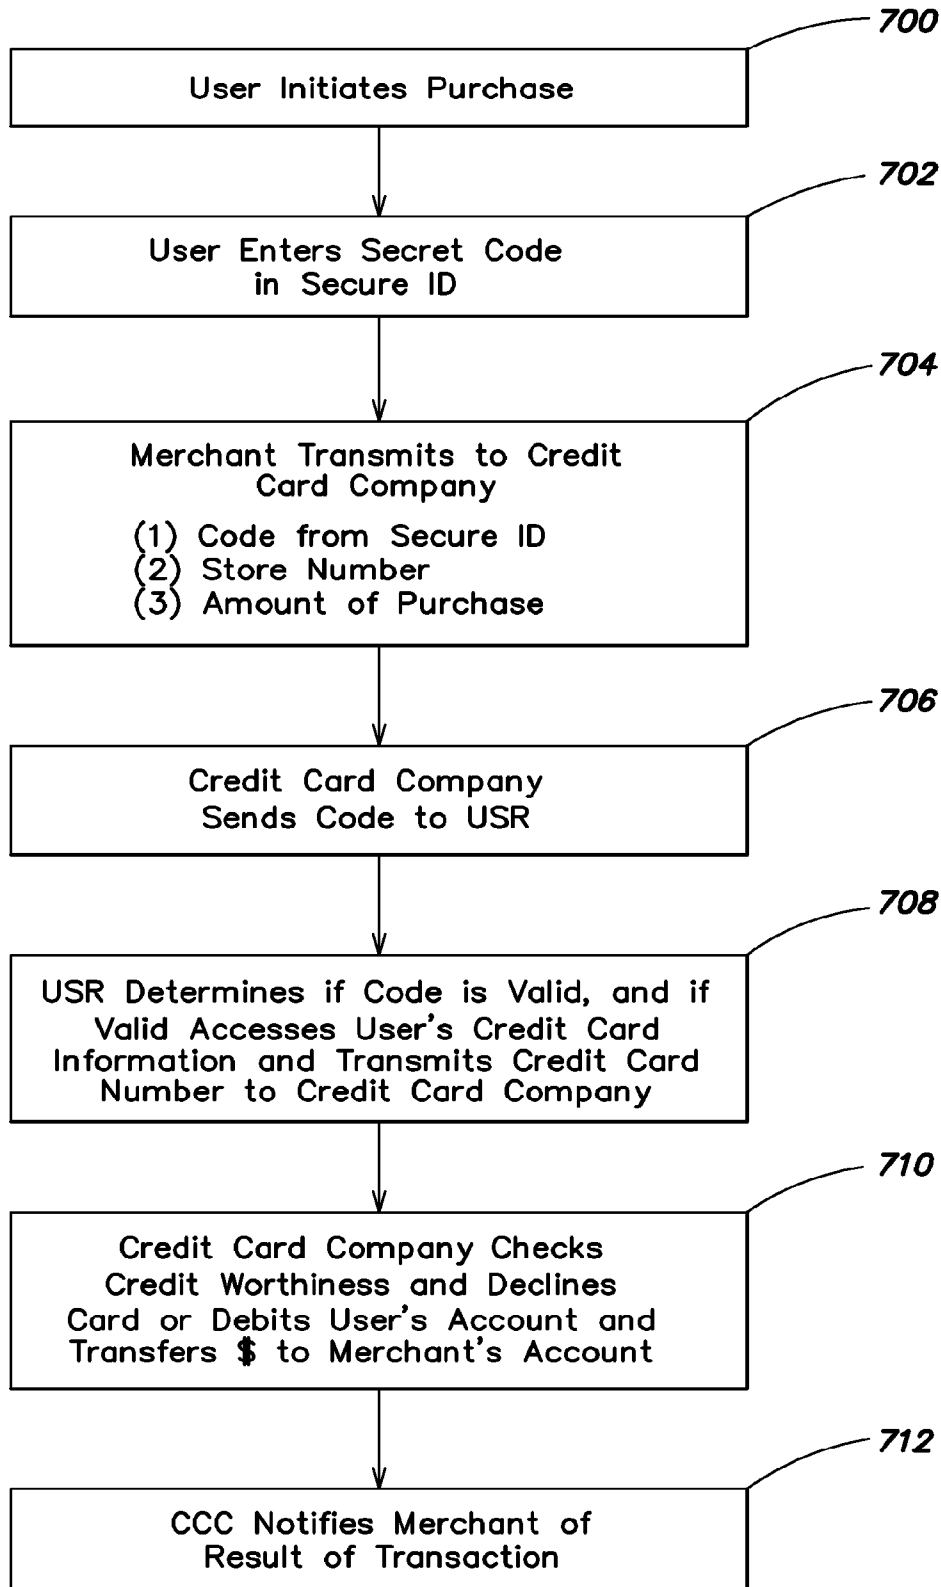 700
User Initiates Purchase
702
User Enters Secret Code
in Secure ID
704
Merchant Transmits to Credit
Card Company
(1) Code from Secure ID
(2) Store Number
(3) Amount of Purchase
706
Credit Card Company
Sends Code to USR
708
USR Determines if Code is Valid, and if
Valid Accesses User's Credit Card
Information and Transmits Credit Card
Number to Credit Card Company
710
Credit Card Company Checks
Credit Worthiness and Declines
Card or Debits User's Account and
Transfers $ to Merchant's Account
712
CCC Notifies Merchant of
Result of Transaction